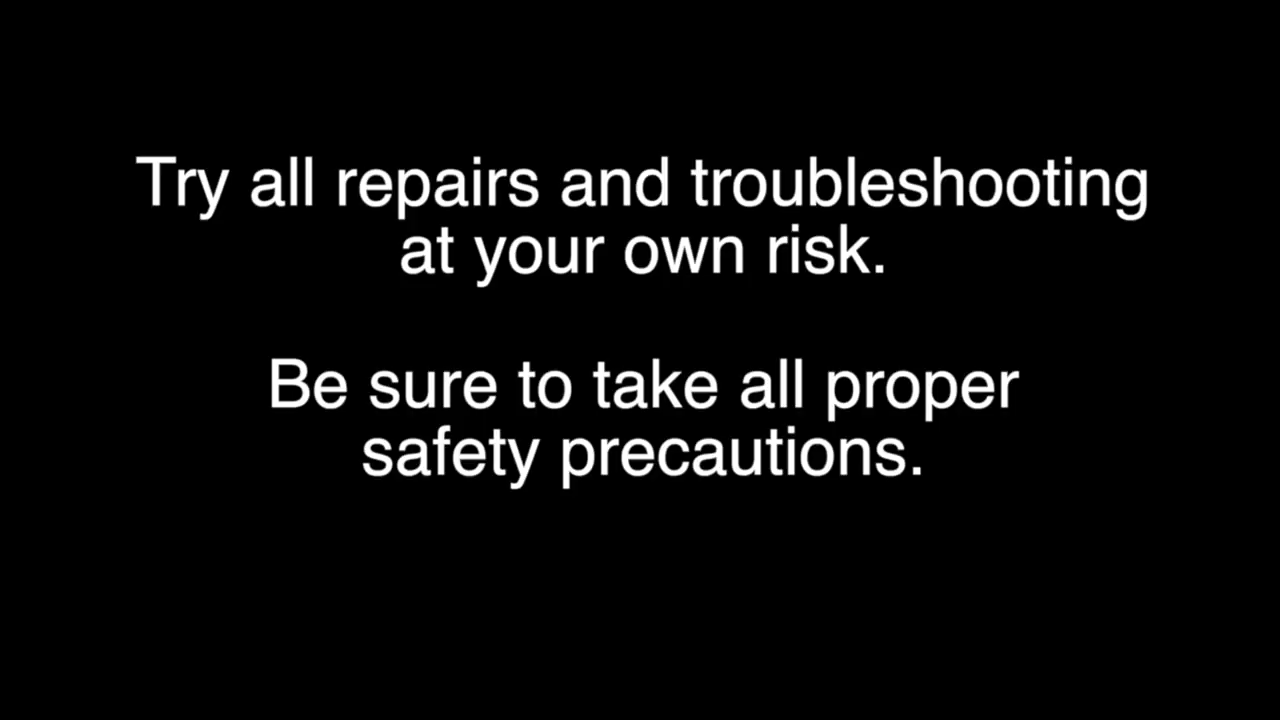 Try all repairs and troubleshooting
at your own risk.
Be sure to take all proper
safety precautions.